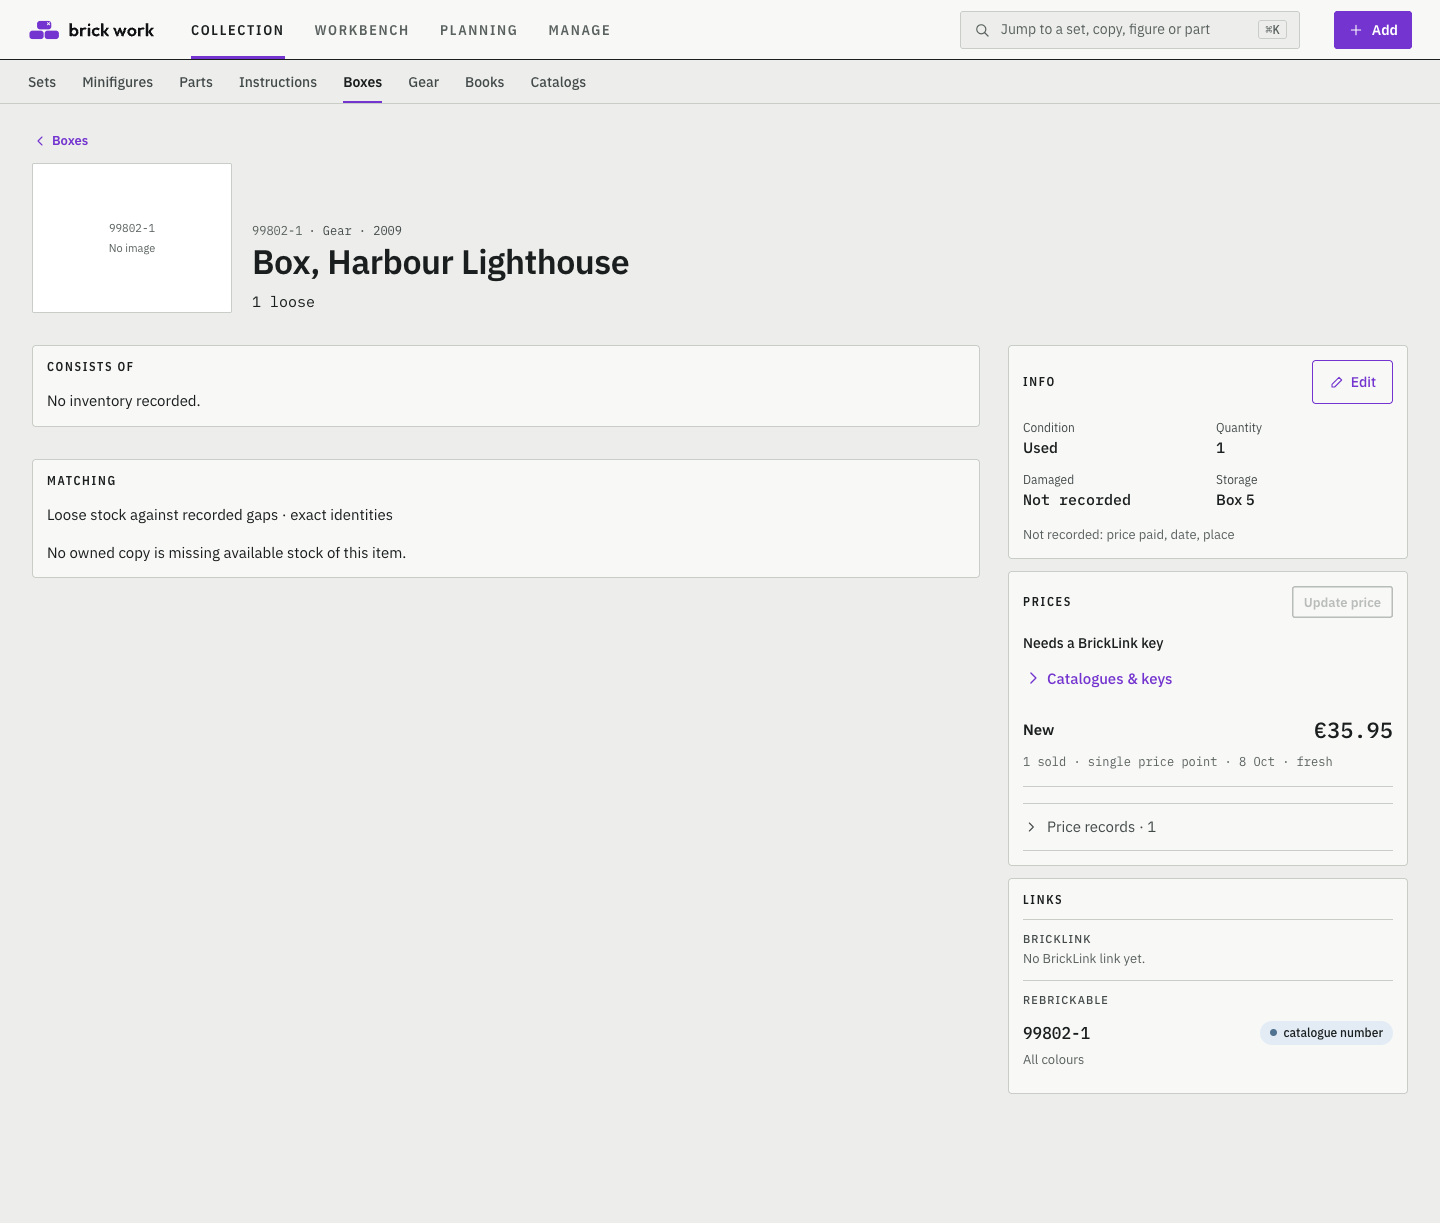 brick work
COLLECTION
WORKBENCH
PLANNING
MANAGE
Jump to a set, copy, figure or part
⌘K
Add
Sets
Minifigures
Parts
Instructions
Boxes
Gear
Books
Catalogs
Boxes
99802-1
No image
99802-1 · Gear · 2009
Box, Harbour Lighthouse
1 loose
CONSISTS OF
No inventory recorded.
MATCHING
Loose stock against recorded gaps · exact identities
No owned copy is missing available stock of this item.
INFO
Edit
Condition
Used
Quantity
1
Damaged
Not recorded
Storage
Box 5
Not recorded: price paid, date, place
PRICES
Update price
Needs a BrickLink key
Catalogues & keys
New
€35.95
1 sold · single price point · 8 Oct · fresh
Price records · 1
LINKS
BRICKLINK
No BrickLink link yet.
REBRICKABLE
99802-1
catalogue number
All colours